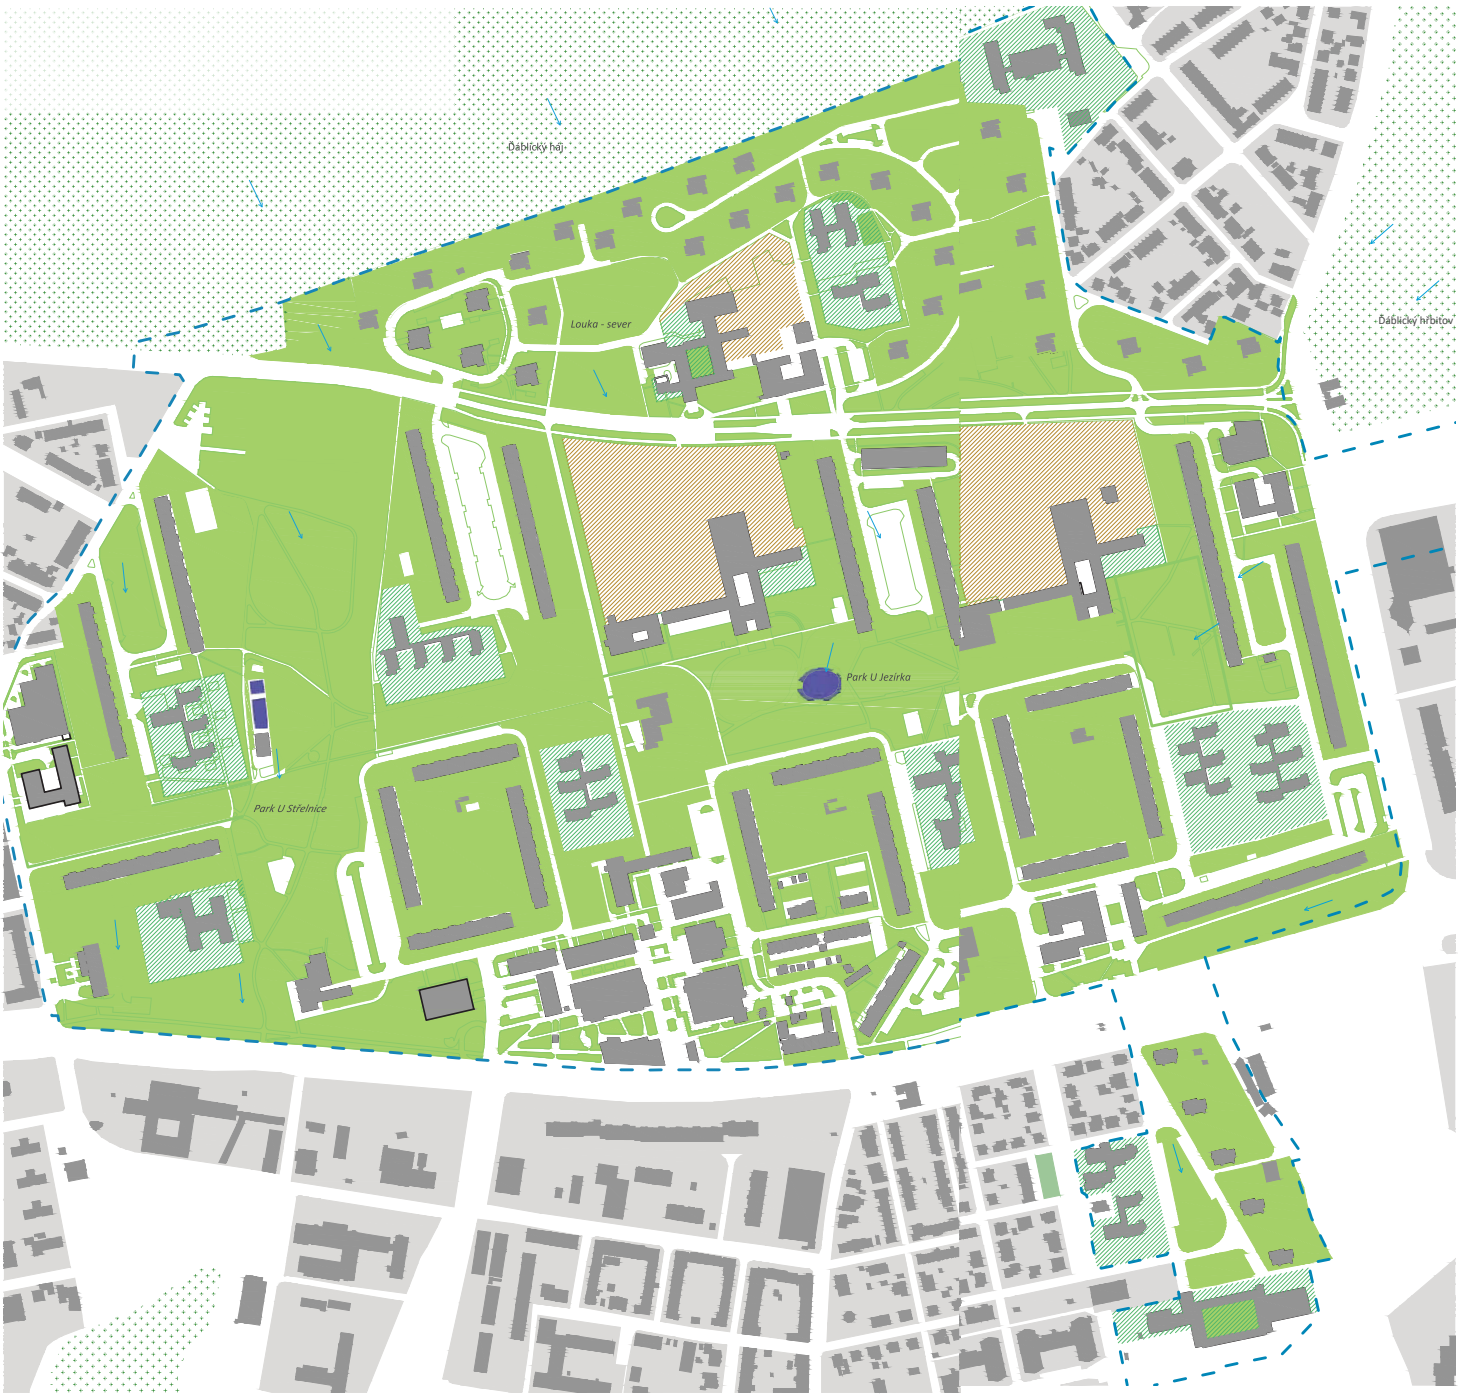 Ďáblický háj
Louka - sever
Ďáblický hřbitov
Park U Jezírka
Park U Střelnice